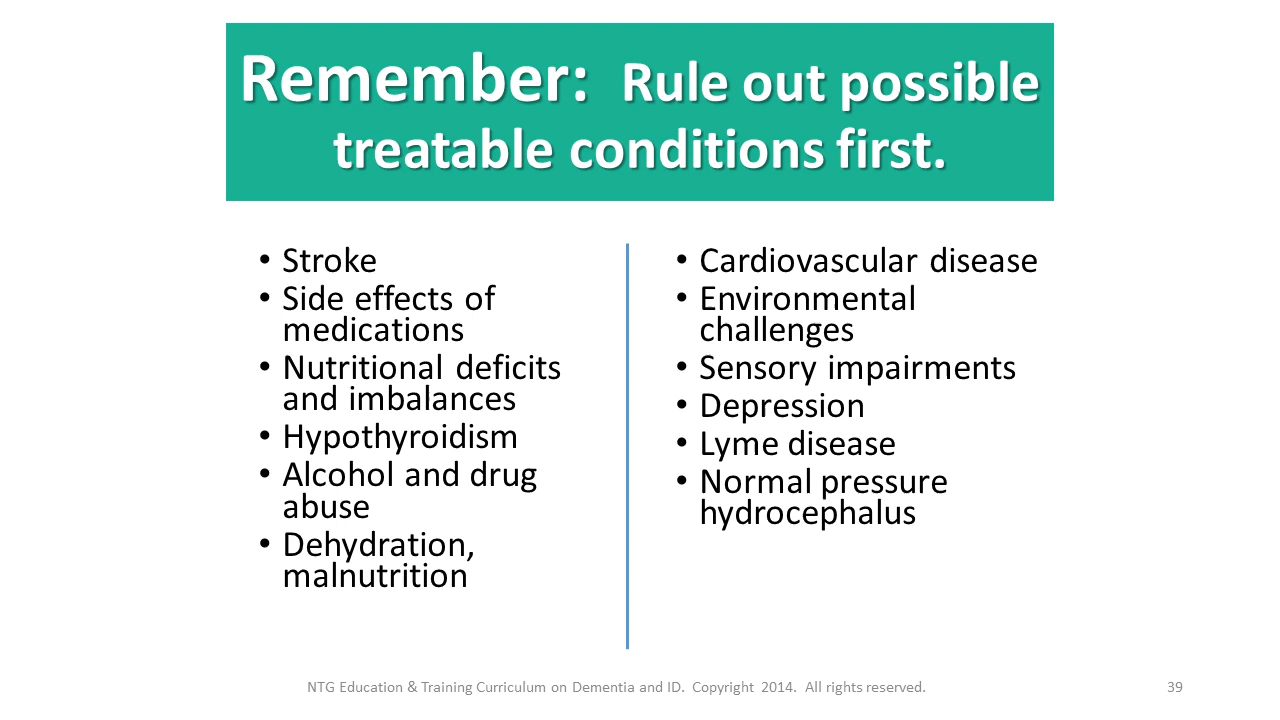 Remember: Rule out possible
treatable conditions first.
• Stroke
• Side effects of
medications
• Nutritional deficits
and imbalances
• Hypothyroidism
• Alcohol and drug
abuse
• Dehydration,
malnutrition
• Cardiovascular disease
• Environmental
challenges
• Sensory impairments
• Depression
• Lyme disease
• Normal pressure
hydrocephalus
NTG Education & Training Curriculum on Dementia and ID. Copyright 2014. All rights reserved.
39